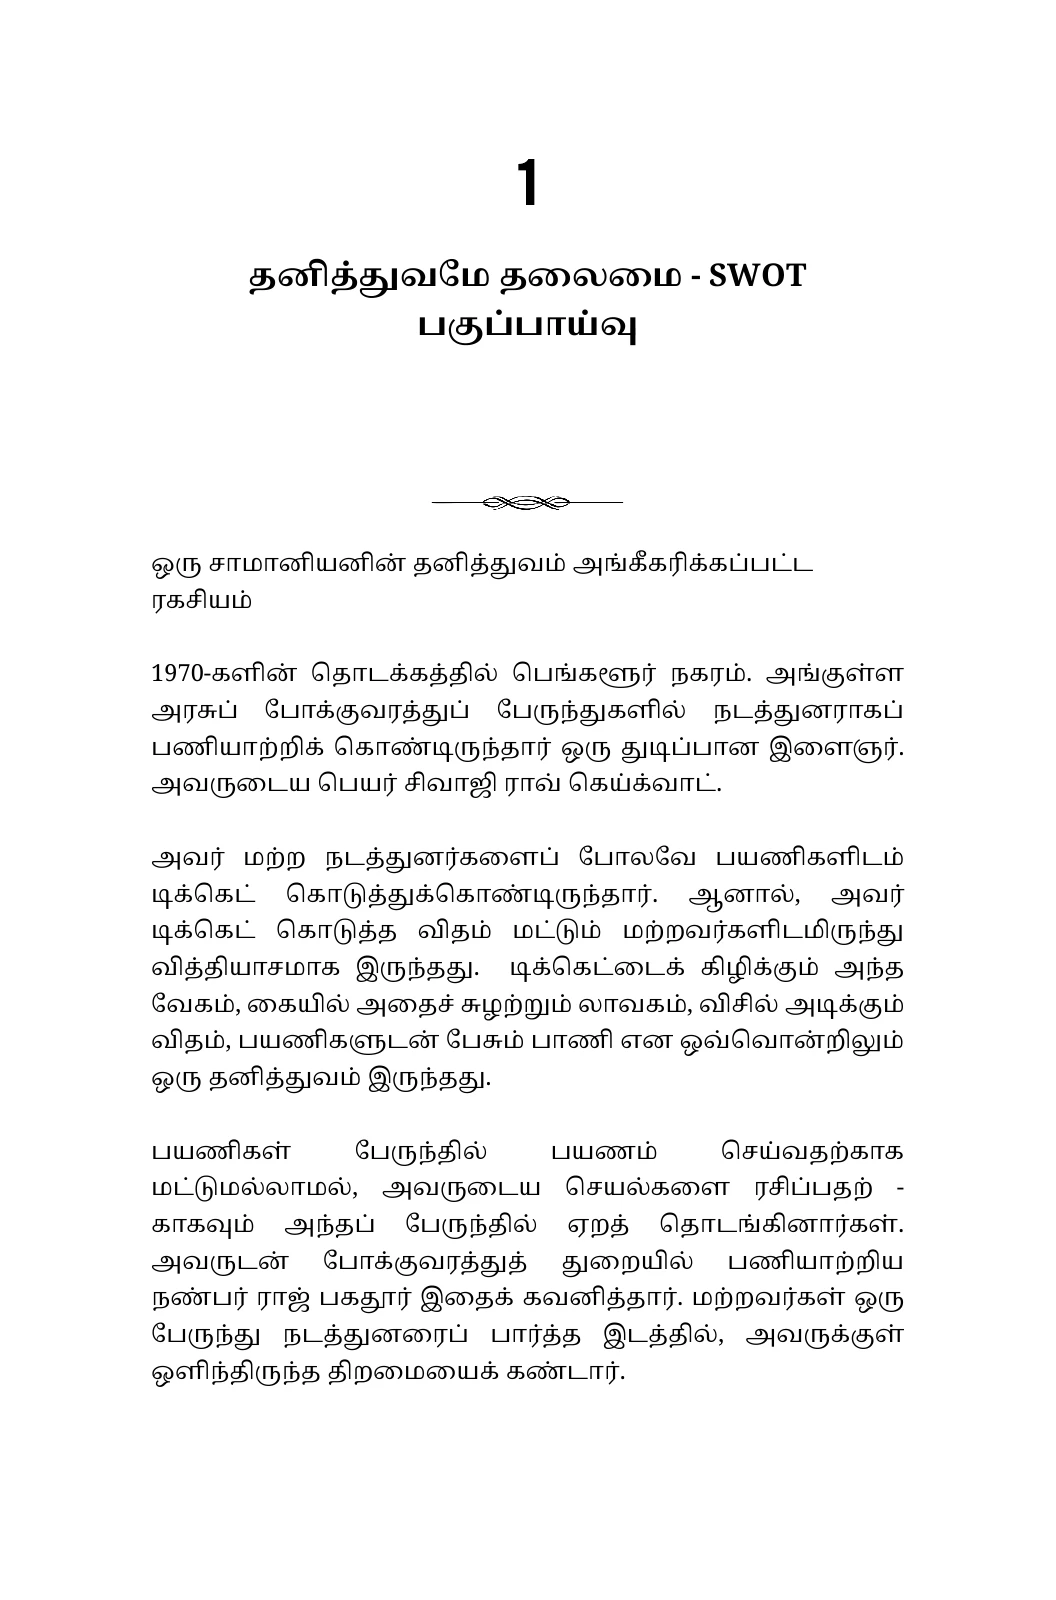 1
தனித்துவமே தலைமை - SWOT
பகுப்பாய்வு
ஒரு சாமானியனின் தனித்துவம் அங்கீகரிக்கப்பட்ட
ரகசியம்
1970-களின் தொடக்கத்தில் பெங்களூர் நகரம். அங்குள்ள
அரசுப் போக்குவரத்துப் பேருந்துகளில் நடத்துனராகப்
பணியாற்றிக் கொண்டிருந்தார் ஒரு துடிப்பான இளைஞர்.
அவருடைய பெயர் சிவாஜி ராவ் கெய்க்வாட்.
அவர் மற்ற நடத்துனர்களைப் போலவே பயணிகளிடம்
டிக்கெட் கொடுத்துக்கொண்டிருந்தார். ஆனால், அவர்
டிக்கெட் கொடுத்த விதம் மட்டும் மற்றவர்களிடமிருந்து
வித்தியாசமாக இருந்தது. டிக்கெட்டைக் கிழிக்கும் அந்த
வேகம், கையில் அதைச் சுழற்றும் லாவகம், விசில் அடிக்கும்
விதம், பயணிகளுடன் பேசும் பாணி என ஒவ்வொன்றிலும்
ஒரு தனித்துவம் இருந்தது.
பயணிகள் பேருந்தில் பயணம் செய்வதற்காக
மட்டுமல்லாமல், அவருடைய செயல்களை ரசிப்பதற் -
காகவும் அந்தப் பேருந்தில் ஏறத் தொடங்கினார்கள்.
அவருடன் போக்குவரத்துத் துறையில் பணியாற்றிய
நண்பர் ராஜ் பகதூர் இதைக் கவனித்தார். மற்றவர்கள் ஒரு
பேருந்து நடத்துனரைப் பார்த்த இடத்தில், அவருக்குள்
ஒளிந்திருந்த திறமையைக் கண்டார்.